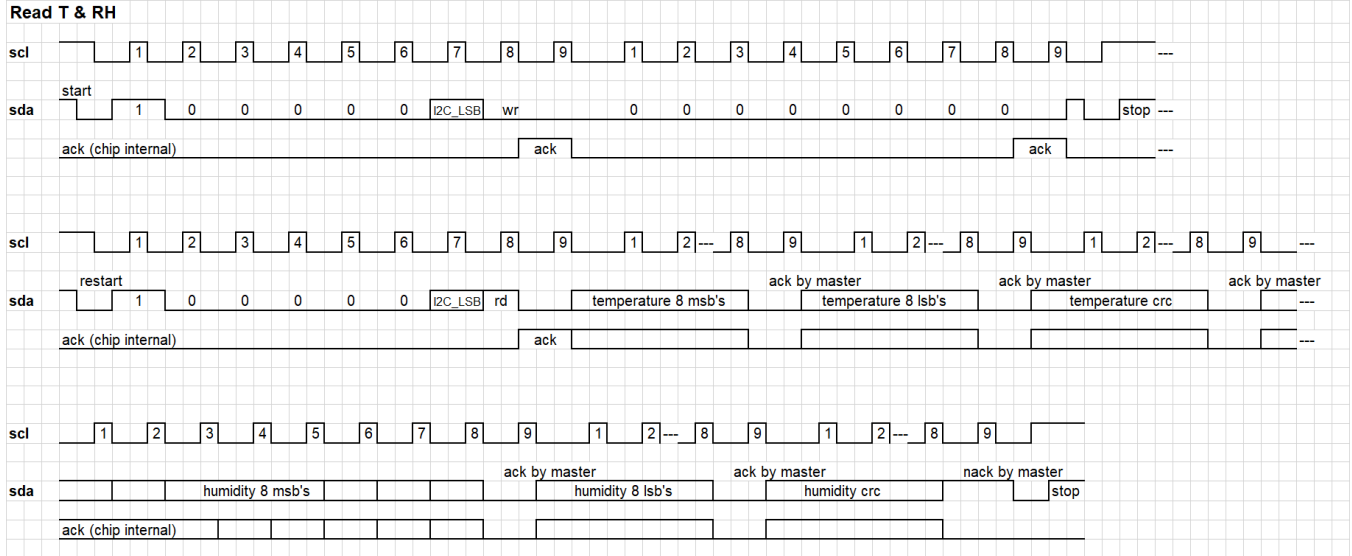 Read T & RH
scl 1 2 3 4 5 6 7 8 9 1 2 3 4 5 6 7 8 9 ---
start
sda 1 0 0 0 0 0 I2C_LSB wr 0 0 0 0 0 0 0 0 stop ---
ack (chip internal) ack ack ---
scl 1 2 3 4 5 6 7 8 9 1 2 --- 8 9 1 2 --- 8 9 1 2 --- 8 9 ---
restart ack by master ack by master ack by master
sda 1 0 0 0 0 0 I2C_LSB rd temperature 8 msb's temperature 8 lsb's temperature crc ---
ack (chip internal) ack ---
scl 1 2 3 4 5 6 7 8 9 1 2 --- 8 9 1 2 --- 8 9
ack by master ack by master nack by master
sda humidity 8 msb's humidity 8 lsb's humidity crc stop
ack (chip internal)